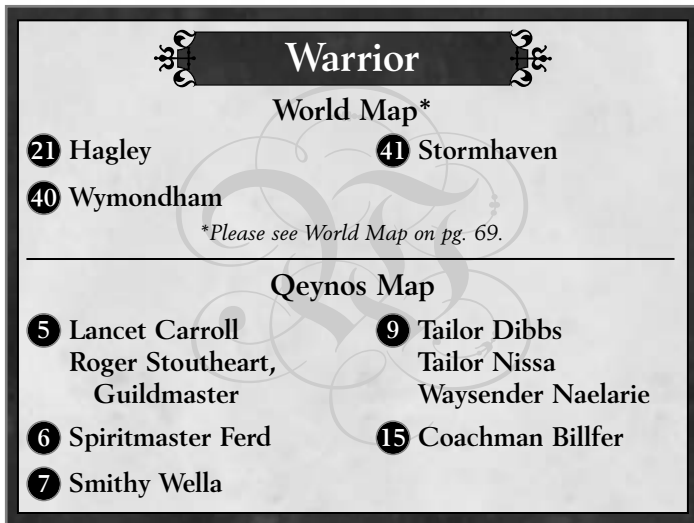 Warrior
World Map*
21 Hagley
41 Stormhaven
40 Wymondham
*Please see World Map on pg. 69.
Qeynos Map
5 Lancet Carroll
Roger Stoutheart,
Guildmaster
9 Tailor Dibbs
Tailor Nissa
Waysender Naelarie
6 Spiritmaster Ferd
15 Coachman Billfer
7 Smithy Wella